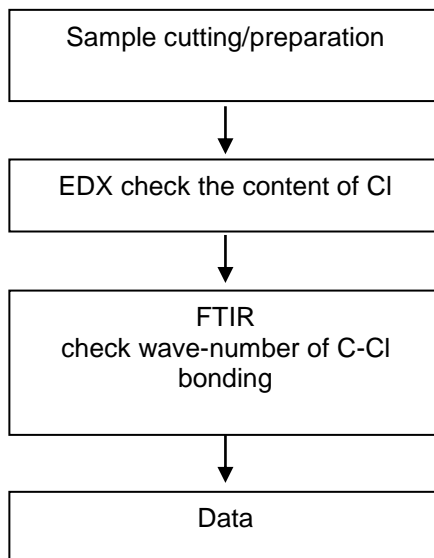 Sample cutting/preparation
EDX check the content of Cl
FTIR
check wave-number of C-Cl
bonding
Data